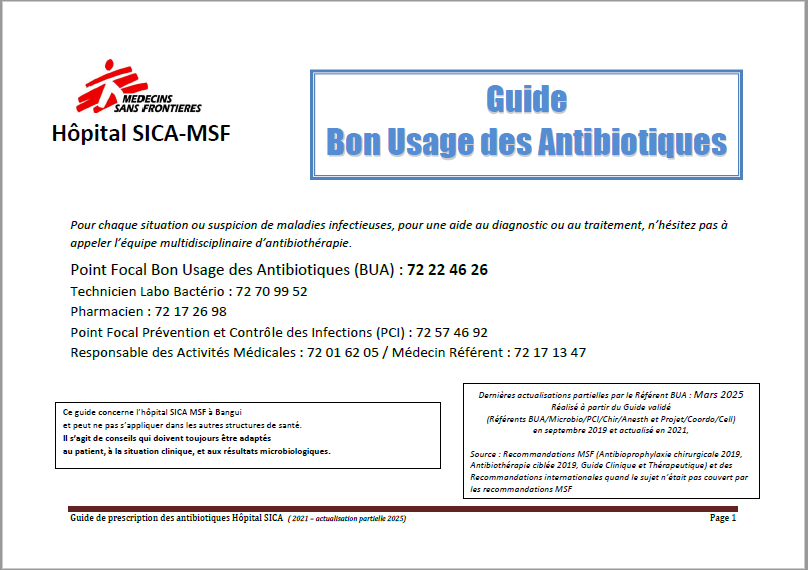 MEDECINS
SANS FRONTIERES
Hôpital SICA-MSF
Guide
Bon Usage des Antibiotiques
Pour chaque situation ou suspicion de maladies infectieuses, pour une aide au diagnostic ou au traitement, n’hésitez pas à
appeler l’équipe multidisciplinaire d’antibiothérapie.
Point Focal Bon Usage des Antibiotiques (BUA) : 72 22 46 26
Technicien Labo Bactério : 72 70 99 52
Pharmacien : 72 17 26 98
Point Focal Prévention et Contrôle des Infections (PCI) : 72 57 46 92
Responsable des Activités Médicales : 72 01 62 05 / Médecin Référent : 72 17 13 47
Ce guide concerne l’hôpital SICA MSF à Bangui
et peut ne pas s’appliquer dans les autres structures de santé.
Il s’agit de conseils qui doivent toujours être adaptés
au patient, à la situation clinique, et aux résultats microbiologiques.
Dernières actualisations partielles par le Référent BUA : Mars 2025
Réalisé à partir du Guide validé
(Référents BUA/Microbio/PCI/Chir/Anesth et Projet/Coordo/Cell)
en septembre 2019 et actualisé en 2021,
Source : Recommandations MSF (Antibioprophylaxie chirurgicale 2019,
Antibiothérapie ciblée 2019, Guide Clinique et Thérapeutique) et des
Recommandations internationales quand le sujet n’était pas couvert par
les recommandations MSF
Guide de prescription des antibiotiques Hôpital SICA ( 2021 – actualisation partielle 2025)
Page 1